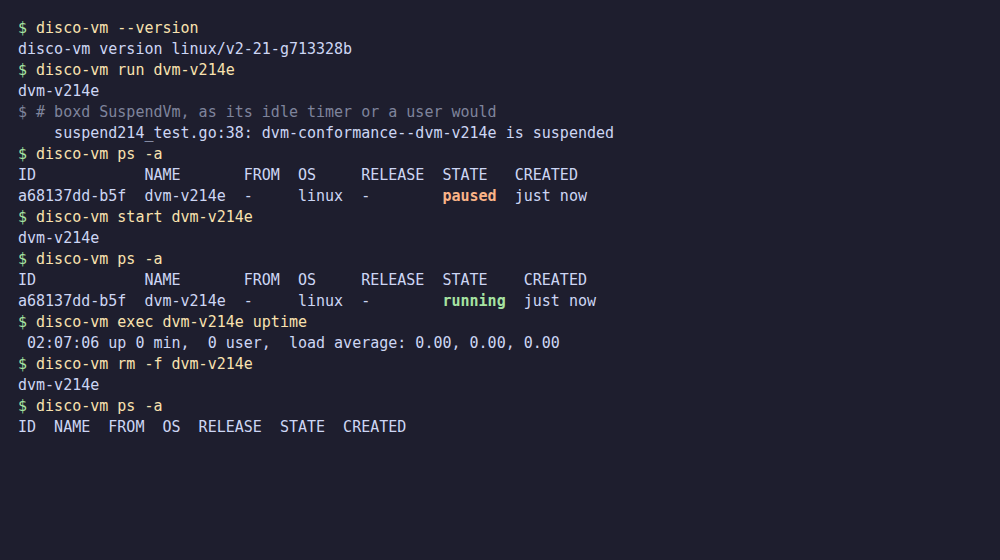 $ disco-vm --version
disco-vm version linux/v2-21-g713328b
$ disco-vm run dvm-v214e
dvm-v214e
$ # boxd SuspendVm, as its idle timer or a user would
    suspend214_test.go:38: dvm-conformance--dvm-v214e is suspended
$ disco-vm ps -a
ID            NAME       FROM  OS     RELEASE  STATE   CREATED
a68137dd-b5f  dvm-v214e  -     linux  -        paused  just now
$ disco-vm start dvm-v214e
dvm-v214e
$ disco-vm ps -a
ID            NAME       FROM  OS     RELEASE  STATE    CREATED
a68137dd-b5f  dvm-v214e  -     linux  -        running  just now
$ disco-vm exec dvm-v214e uptime
 02:07:06 up 0 min,  0 user,  load average: 0.00, 0.00, 0.00
$ disco-vm rm -f dvm-v214e
dvm-v214e
$ disco-vm ps -a
ID  NAME  FROM  OS  RELEASE  STATE  CREATED